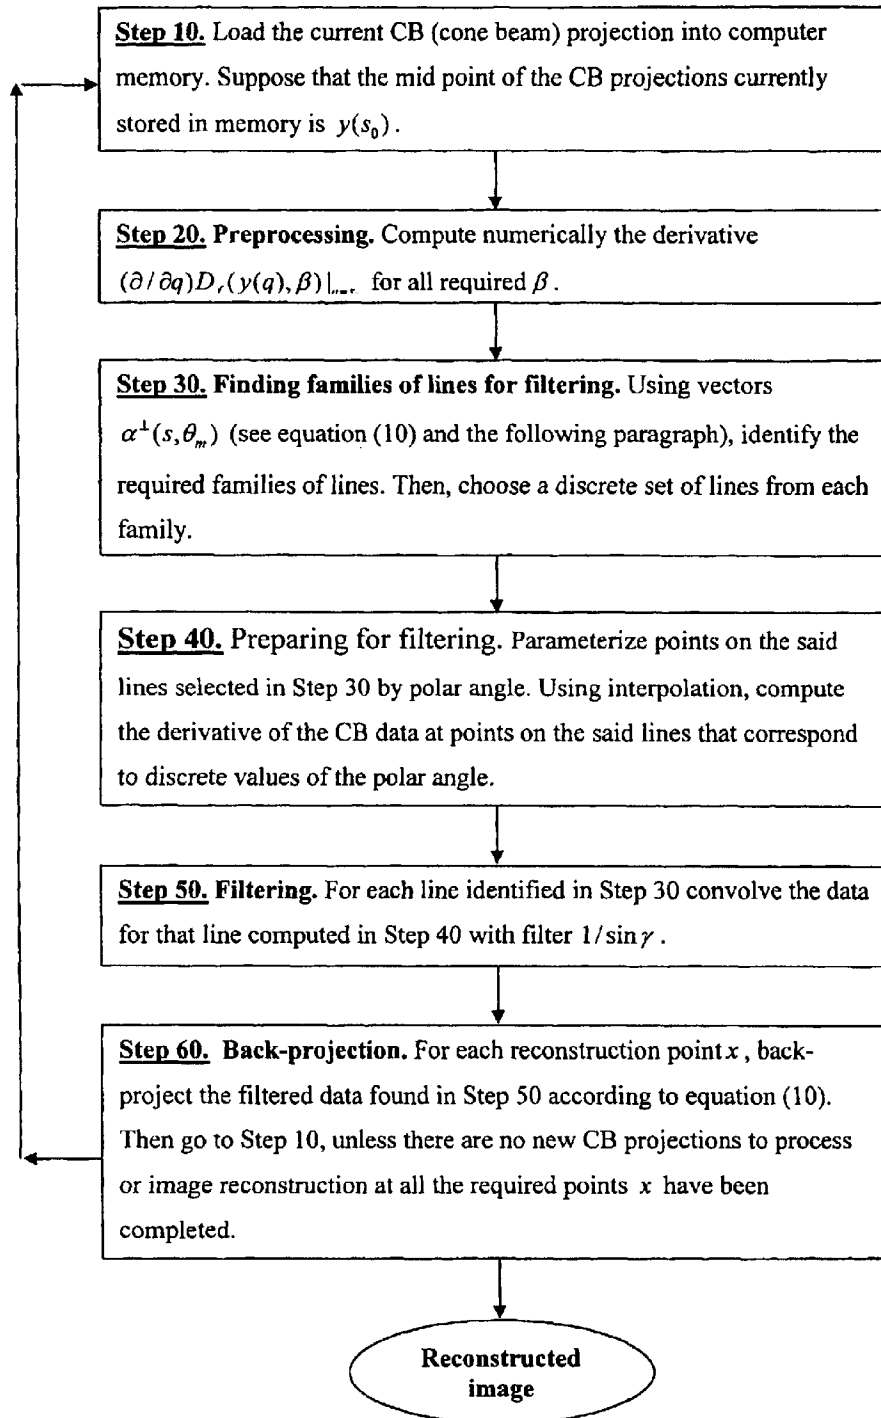 Step 10. Load the current CB (cone beam) projection into computer
memory. Suppose that the mid point of the CB projections currently
stored in memory is y(s₀).
Step 20. Preprocessing. Compute numerically the derivative
(∂/∂q)D (y(q),β)| for all required β.
Step 30. Finding families of lines for filtering. Using vectors
α⊥(s,θₘ) (see equation (10) and the following paragraph), identify the
required families of lines. Then, choose a discrete set of lines from each
family.
Step 40. Preparing for filtering. Parameterize points on the said
lines selected in Step 30 by polar angle. Using interpolation, compute
the derivative of the CB data at points on the said lines that correspond
to discrete values of the polar angle.
Step 50. Filtering. For each line identified in Step 30 convolve the data
for that line computed in Step 40 with filter 1/sin γ.
Step 60. Back-projection. For each reconstruction point x, back-
project the filtered data found in Step 50 according to equation (10).
Then go to Step 10, unless there are no new CB projections to process
or image reconstruction at all the required points x have been
completed.
Reconstructed
image